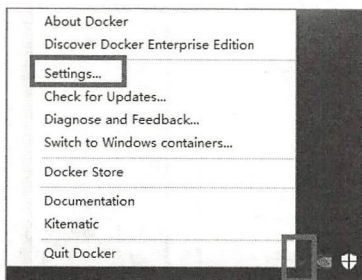 About Docker
Discover Docker Enterprise Edition
Settings...
Check for Updates...
Diagnose and Feedback...
Switch to Windows containers...
Docker Store
Documentation
Kitematic
Quit Docker